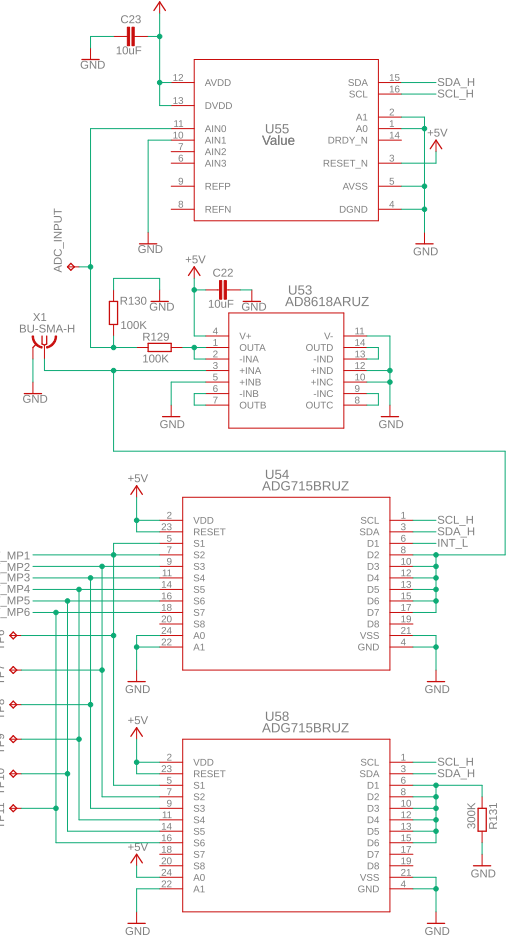 C23
10uF
GND
12 AVDD SDA 15 SDA_H
SCL 16 SCL_H
13 DVDD
11 AIN0 A1 2
10 AIN1 U55 A0 1
7 AIN2 Value DRDY_N 14 +5V
6 AIN3 RESET_N 3
9 REFP AVSS 5
8 REFN DGND 4
GND
GND
ADC_INPUT
+5V
C22
10uF GND
R130
GND
100K
U53
AD8618ARUZ
X1
BU-SMA-H
GND
R129
100K
4 V+ V- 11
1 OUTA OUTD 14
2 -INA -IND 13
3 +INA +IND 12
5 +INB +INC 10
6 -INB -INC 9
7 OUTB OUTC 8
GND
GND
U54
ADG715BRUZ
+5V
2 VDD SCL 1 SCL_H
23 RESET SDA 3 SDA_H
5 S1 D1 6 INT_L
_MP1 7 S2 D2 8
_MP2 9 S3 D3 10
_MP3 11 S4 D4 12
_MP4 14 S5 D5 13
_MP5 16 S6 D6 15
_MP6 18 S7 D7 17
20 S8 D8 19
24 A0 VSS 21
22 A1 GND 4
GND
GND
TP7
TP8
TP9
TP10
TP11
U58
ADG715BRUZ
+5V
2 VDD SCL 1 SCL_H
23 RESET SDA 3 SDA_H
5 S1 D1 6
7 S2 D2 8
9 S3 D3 10
11 S4 D4 12
14 S5 D5 13
16 S6 D6 15
18 S7 D7 17
+5V
20 S8 D8 19
24 A0 VSS 21
22 A1 GND 4
300K
R131
GND
GND
GND